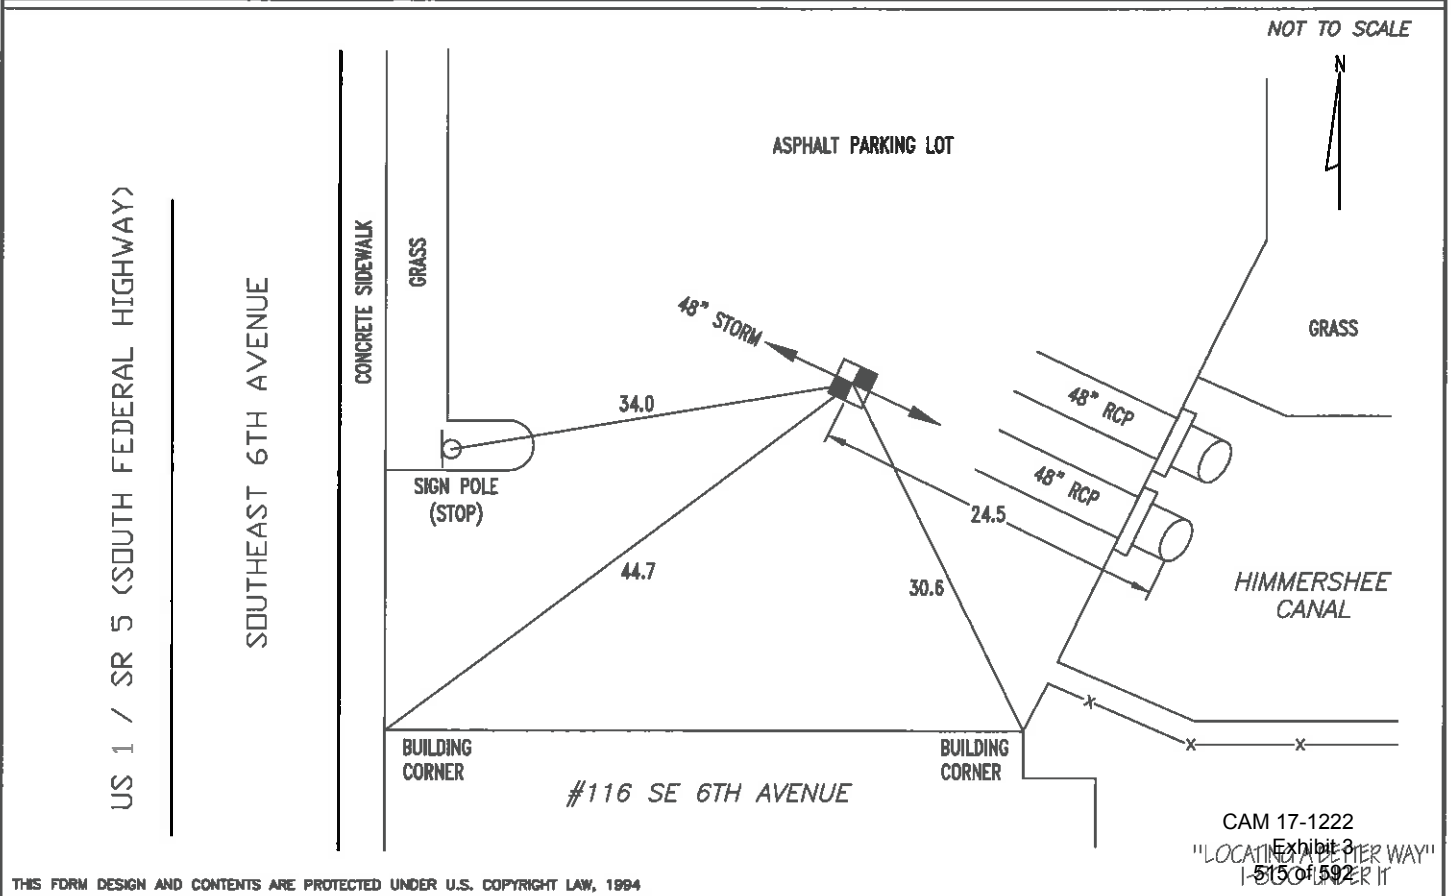 NOT TO SCALE
N
ASPHALT PARKING LOT
US 1 / SR 5 (SOUTH FEDERAL HIGHWAY)
SOUTHEAST 6TH AVENUE
CONCRETE SIDEWALK
GRASS
48" STORM
GRASS
34.0
48" RCP
48" RCP
SIGN POLE
(STOP)
24.5
44.7
30.6
HIMMERSHEE
CANAL
X
X
X
BUILDING
CORNER
BUILDING
CORNER
#116 SE 6TH AVENUE
CAM 17-1222
Exhibit 3
"LOCATING A BETTER WAY"
515 of 592
THIS FORM DESIGN AND CONTENTS ARE PROTECTED UNDER U.S. COPYRIGHT LAW, 1994